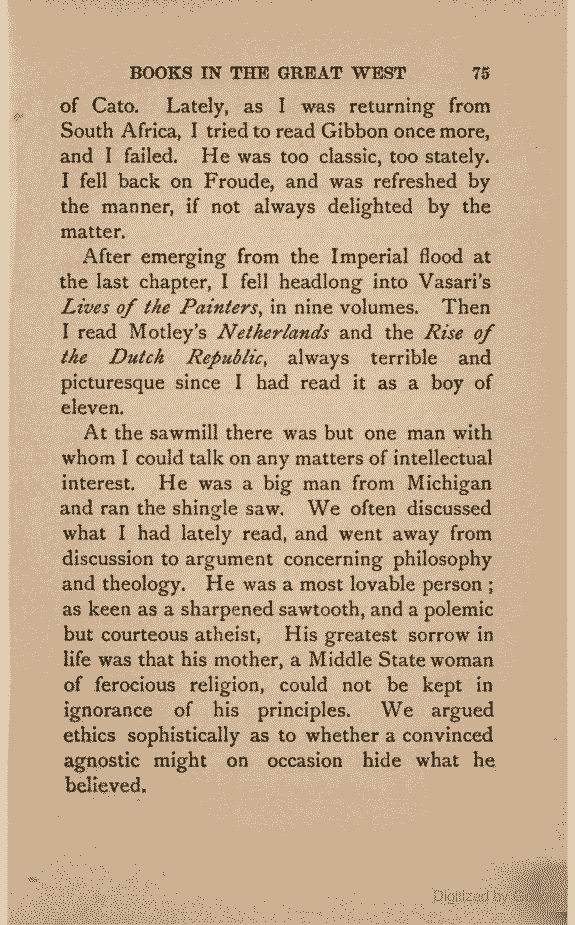 BOOKS IN THE GREAT WEST 75
of Cato. Lately, as I was returning from
South Africa, I tried to read Gibbon once more,
and I failed. He was too classic, too stately.
I fell back on Froude, and was refreshed by
the manner, if not always delighted by the
matter.
After emerging from the Imperial flood at
the last chapter, I fell headlong into Vasari's
Lives of the Painters, in nine volumes. Then
I read Motley's Netherlands and the Rise of
the Dutch Republic, always terrible and
picturesque since I had read it as a boy of
eleven.
At the sawmill there was but one man with
whom I could talk on any matters of intellectual
interest. He was a big man from Michigan
and ran the shingle saw. We often discussed
what I had lately read, and went away from
discussion to argument concerning philosophy
and theology. He was a most lovable person ;
as keen as a sharpened sawtooth, and a polemic
but courteous atheist, His greatest sorrow in
life was that his mother, a Middle State woman
of ferocious religion, could not be kept in
ignorance of his principles. We argued
ethics sophistically as to whether a convinced
agnostic might on occasion hide what he
believed.
Digitized by